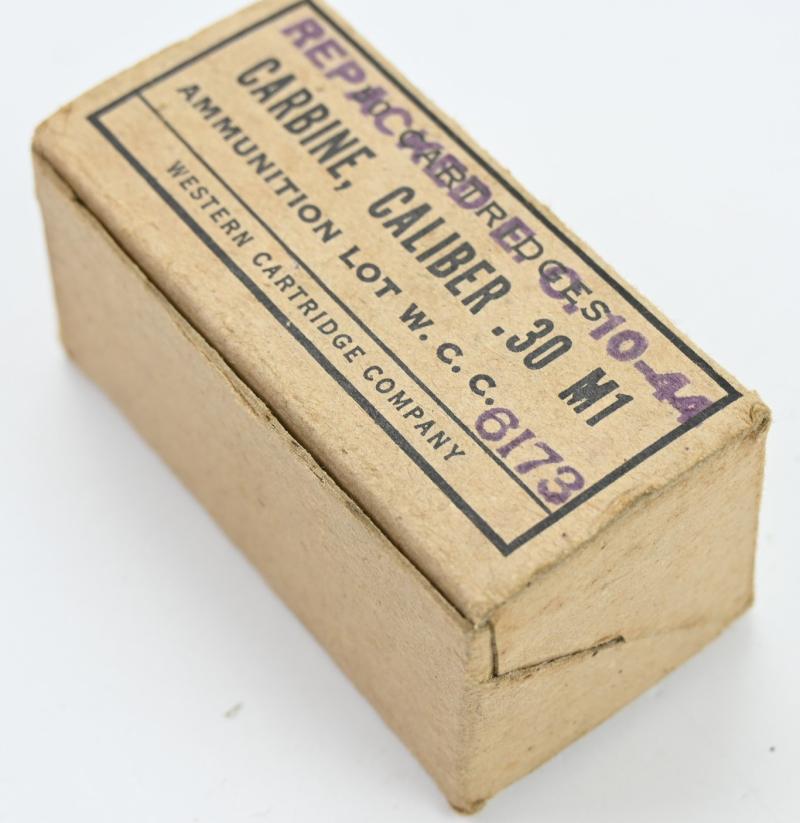 REPACKED E.C. 10-44
CARTRIDGES
CARBINE, CALIBER .30 M1
AMMUNITION LOT W.C.C. 6173
WESTERN CARTRIDGE COMPANY